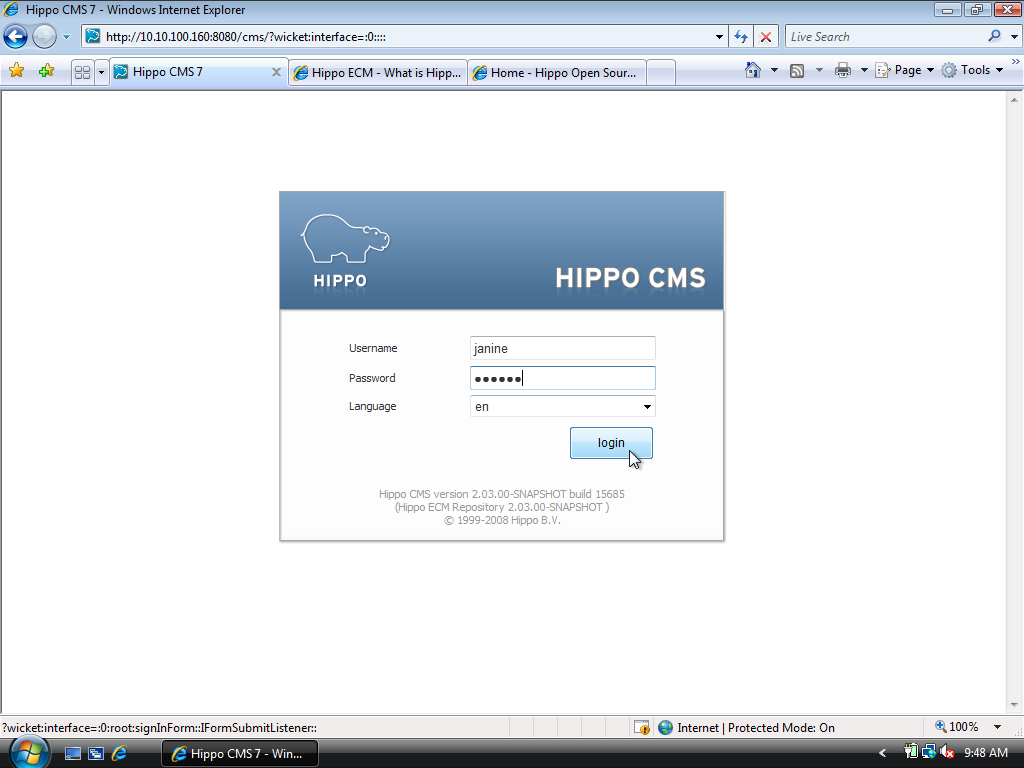 Hippo CMS 7 - Windows Internet Explorer
http://10.10.100.160:8080/cms/?wicket:interface=:0::::
Live Search
Hippo CMS 7
Hippo ECM - What is Hipp...
Home - Hippo Open Sour...
Page
Tools
HIPPO
HIPPO CMS
Username
janine
Password
••••••
Language
en
login
Hippo CMS version 2.03.00-SNAPSHOT build 15685
(Hippo ECM Repository 2.03.00-SNAPSHOT )
© 1999-2008 Hippo B.V.
?wicket:interface=:0:root:signInForm::IFormSubmitListener::
Internet | Protected Mode: On
100%
Hippo CMS 7 - Win...
9:48 AM